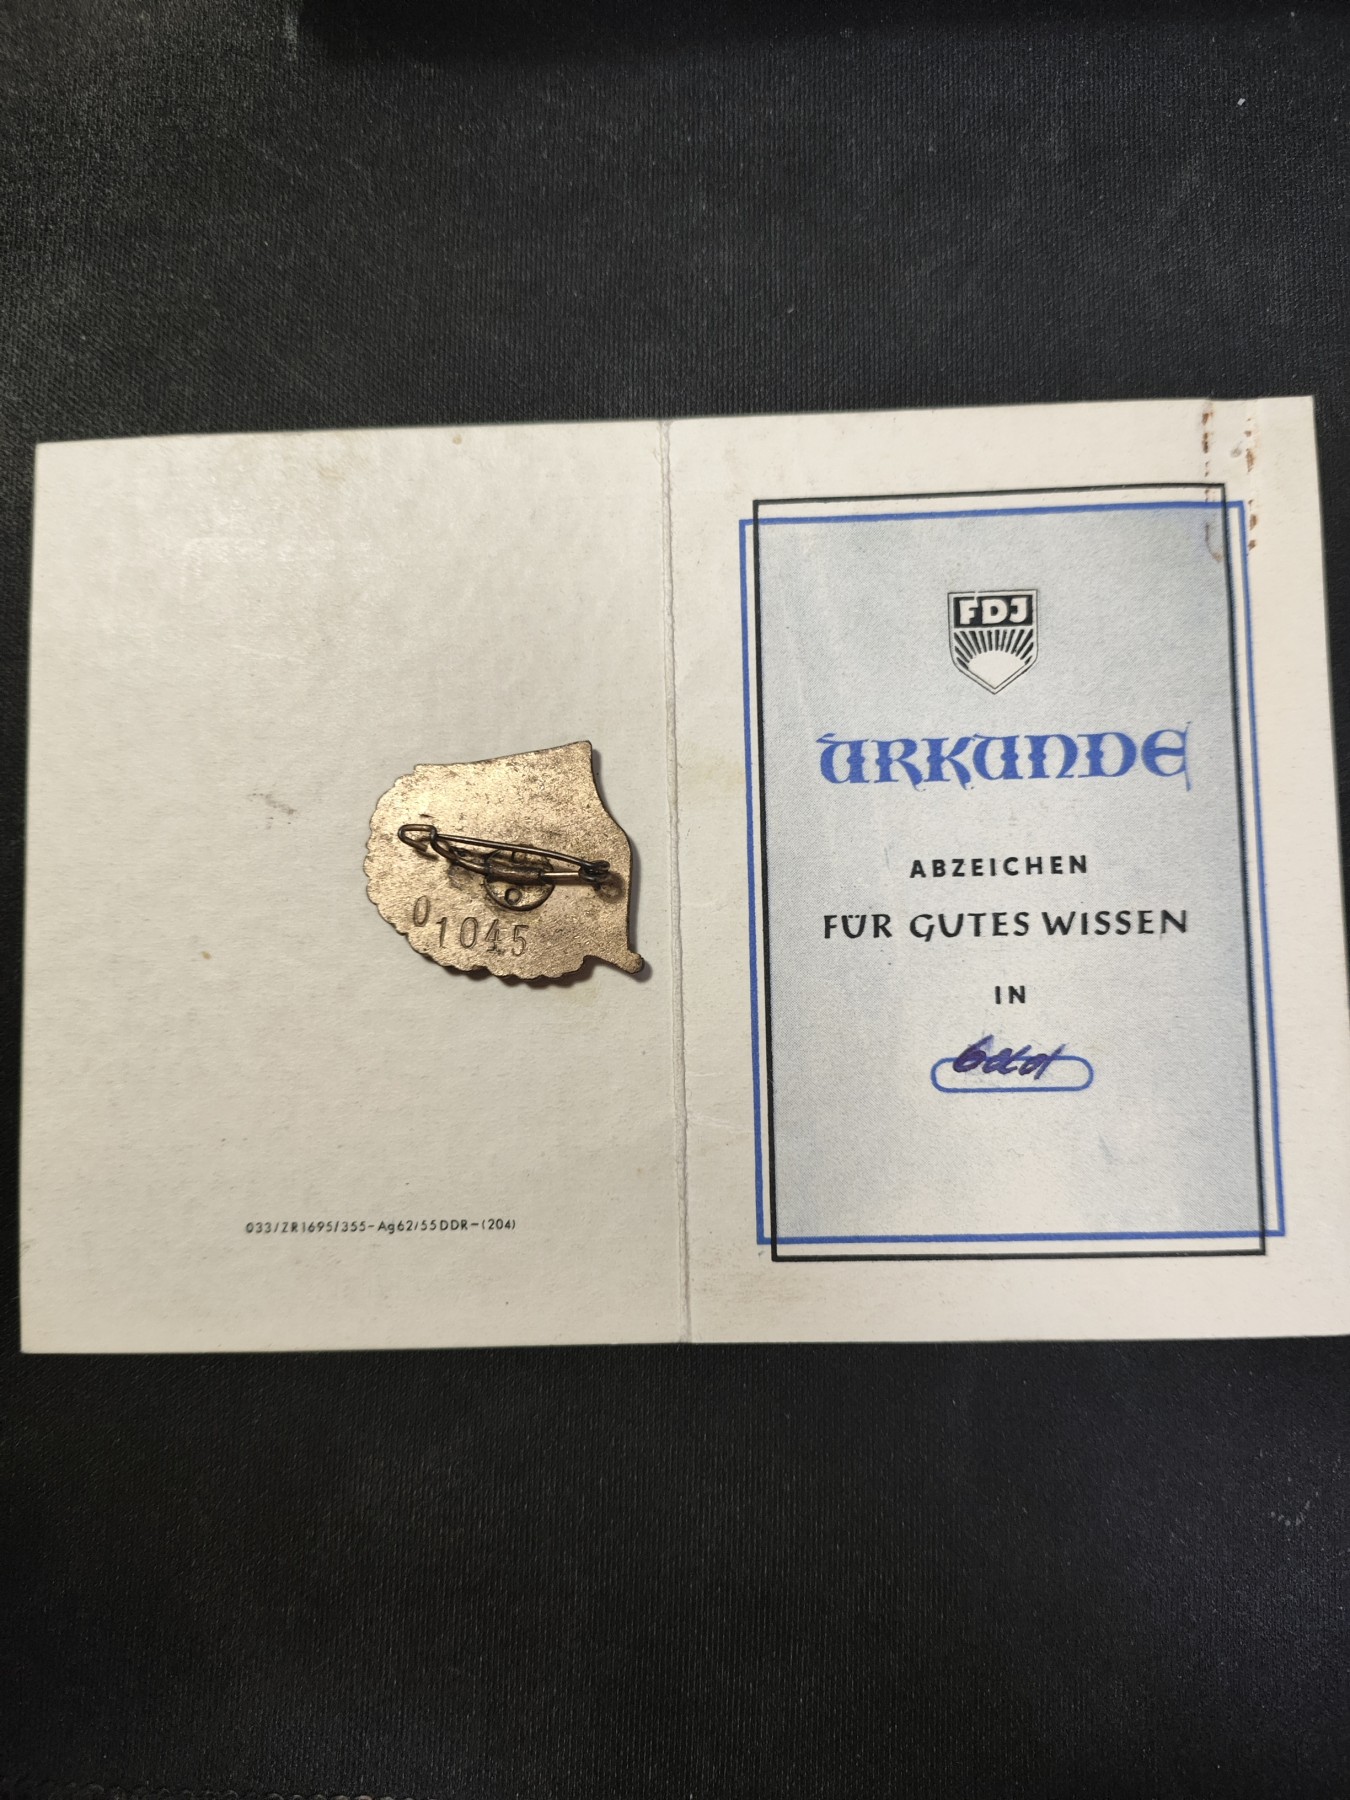 01045
033/ZR1695/355-Ag62/55DDR-(204)
FDJ
URKUNDE
ABZEICHEN
FÜR GUTES WISSEN
IN
Gold